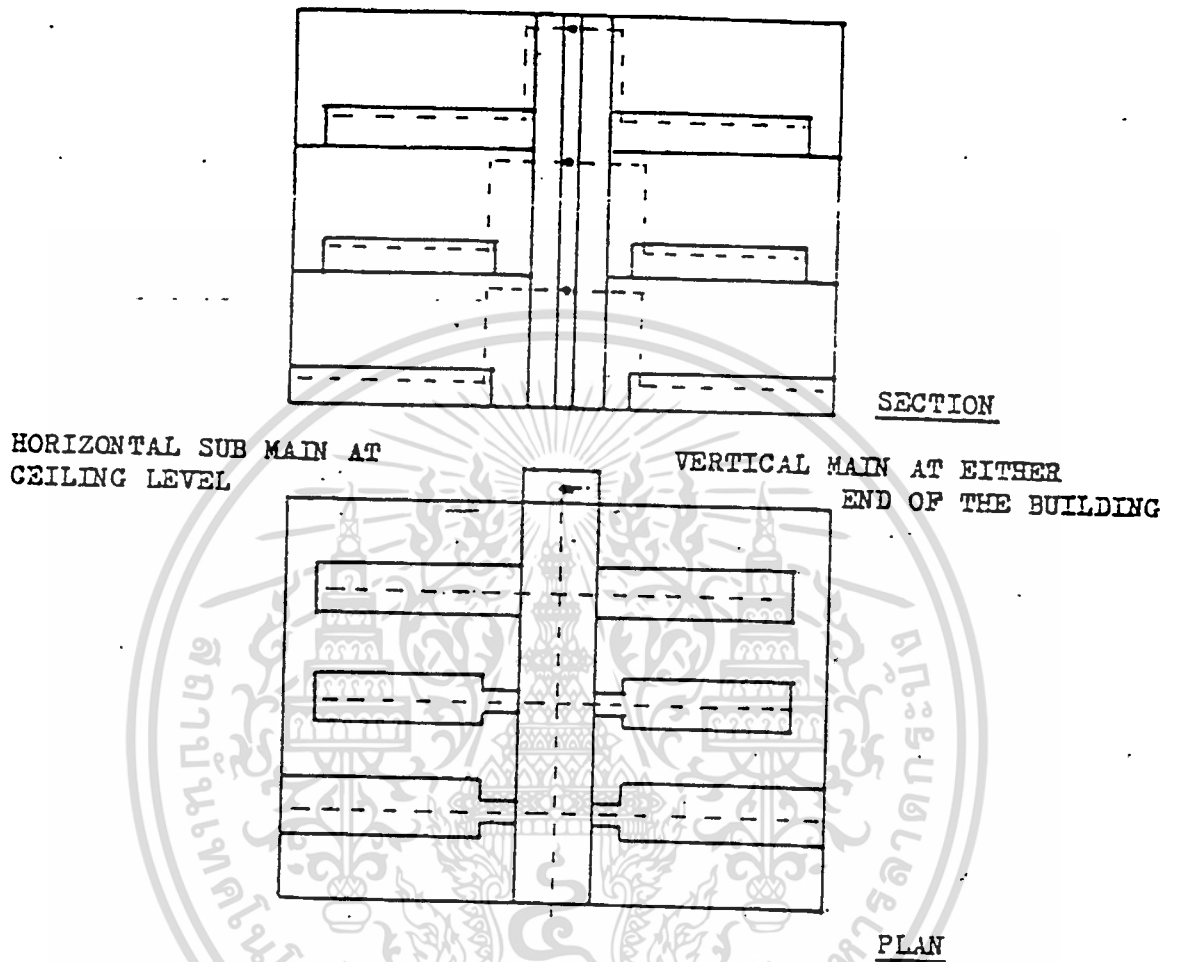 SECTION
HORIZONTAL SUB MAIN AT
CEILING LEVEL
VERTICAL MAIN AT EITHER
END OF THE BUILDING
PLAN